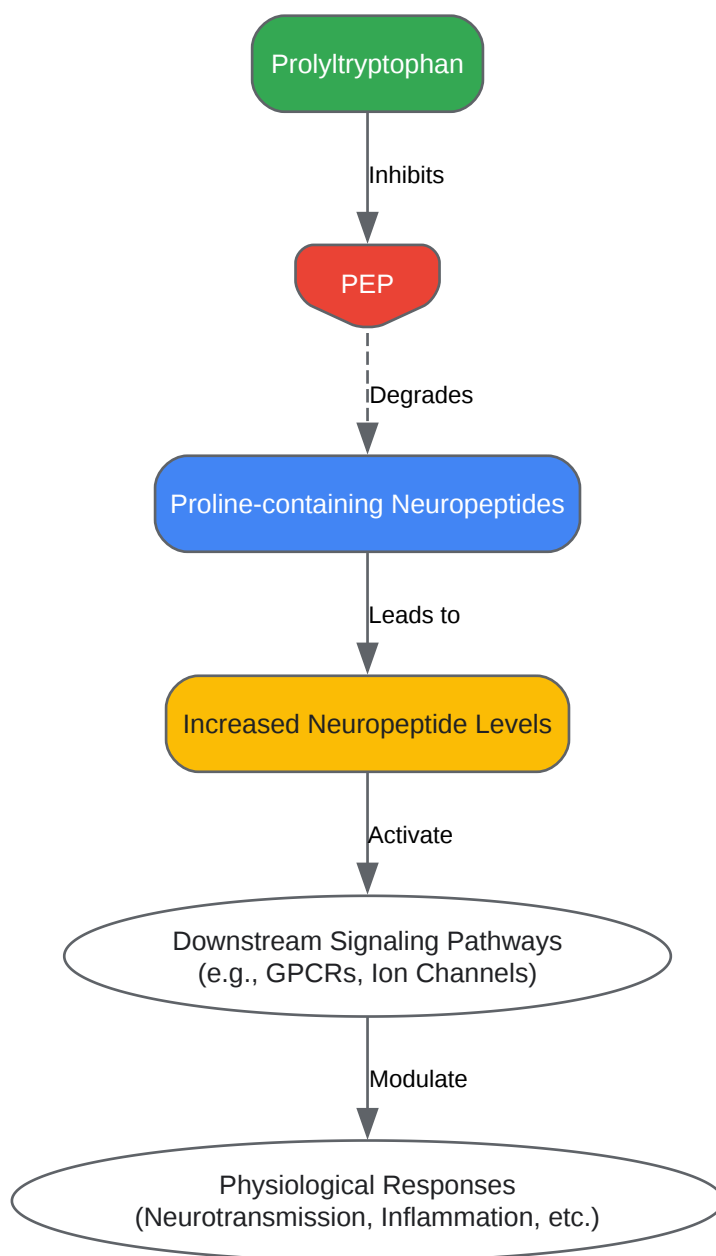 Prolyltryptophan
Inhibits
PEP
Degrades
Proline-containing Neuropeptides
Leads to
Increased Neuropeptide Levels
Activate
Downstream Signaling Pathways
(e.g., GPCRs, Ion Channels)
Modulate
Physiological Responses
(Neurotransmission, Inflammation, etc.)